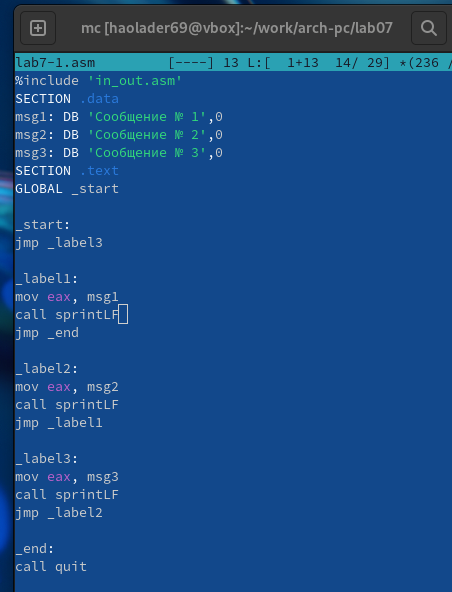 mc [haolader69@vbox]:~/work/arch-pc/lab07
lab7-1.asm [----] 13 L:[ 1+13 14/ 29] *(236 /
%include 'in_out.asm'
SECTION .data
msg1: DB 'Сообщение № 1',0
msg2: DB 'Сообщение № 2',0
msg3: DB 'Сообщение № 3',0
SECTION .text
GLOBAL _start
_start:
jmp _label3
_label1:
mov eax, msg1
call sprintLF
jmp _end
_label2:
mov eax, msg2
call sprintLF
jmp _label1
_label3:
mov eax, msg3
call sprintLF
jmp _label2
_end:
call quit